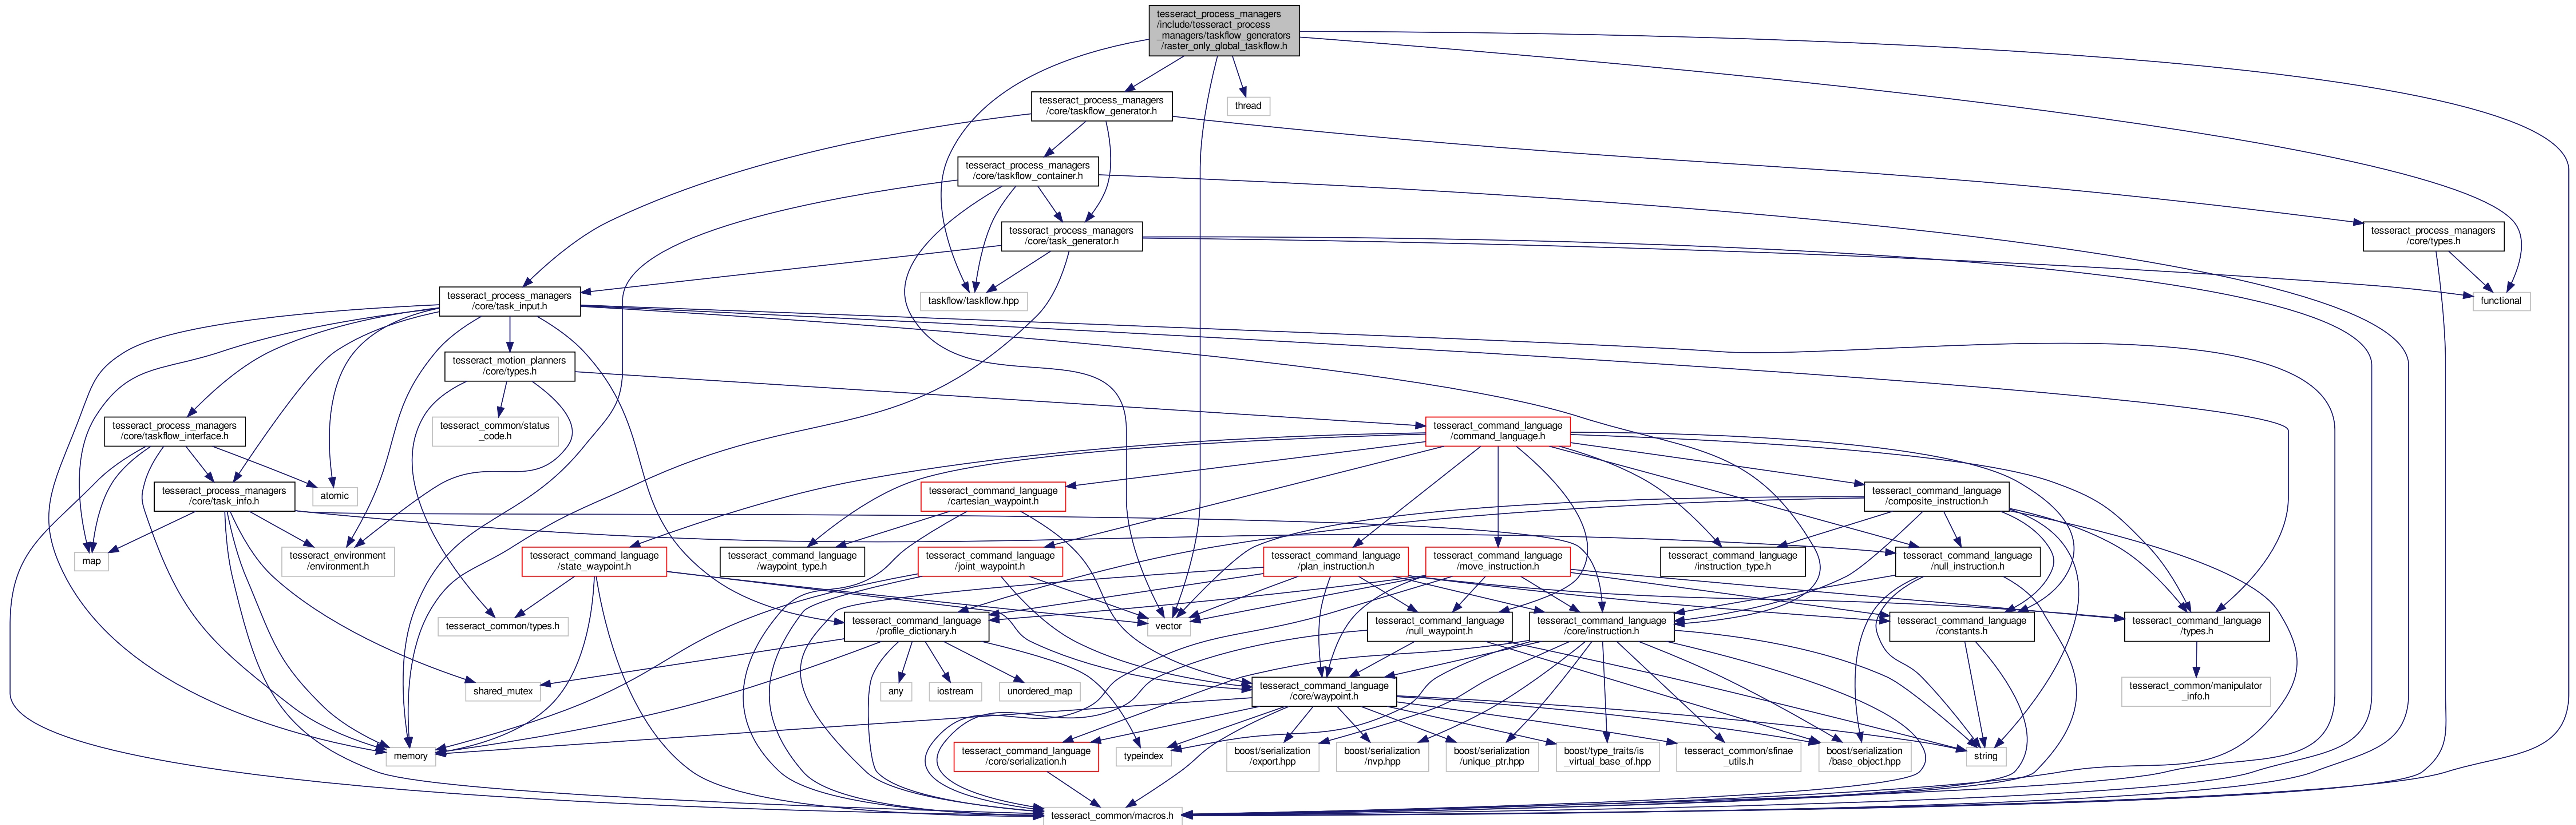 tesseract_process_managers
/include/tesseract_process
_managers/taskflow_generators
/raster_only_global_taskflow.h
tesseract_process_managers
/core/taskflow_generator.h
thread
tesseract_process_managers
/core/taskflow_container.h
tesseract_process_managers
/core/task_generator.h
tesseract_process_managers
/core/types.h
tesseract_process_managers
/core/task_input.h
taskflow/taskflow.hpp
functional
tesseract_motion_planners
/core/types.h
tesseract_process_managers
/core/taskflow_interface.h
tesseract_common/status
_code.h
tesseract_command_language
/command_language.h
tesseract_process_managers
/core/task_info.h
atomic
tesseract_command_language
/cartesian_waypoint.h
tesseract_command_language
/composite_instruction.h
map
tesseract_environment
/environment.h
tesseract_command_language
/state_waypoint.h
tesseract_command_language
/waypoint_type.h
tesseract_command_language
/joint_waypoint.h
tesseract_command_language
/plan_instruction.h
tesseract_command_language
/move_instruction.h
tesseract_command_language
/instruction_type.h
tesseract_command_language
/null_instruction.h
tesseract_common/types.h
tesseract_command_language
/profile_dictionary.h
vector
tesseract_command_language
/null_waypoint.h
tesseract_command_language
/core/instruction.h
tesseract_command_language
/constants.h
tesseract_command_language
/types.h
shared_mutex
any
iostream
unordered_map
tesseract_command_language
/core/waypoint.h
tesseract_common/manipulator
_info.h
memory
tesseract_command_language
/core/serialization.h
typeindex
boost/serialization
/export.hpp
boost/serialization
/nvp.hpp
boost/serialization
/unique_ptr.hpp
boost/type_traits/is
_virtual_base_of.hpp
tesseract_common/sfinae
_utils.h
boost/serialization
/base_object.hpp
string
tesseract_common/macros.h